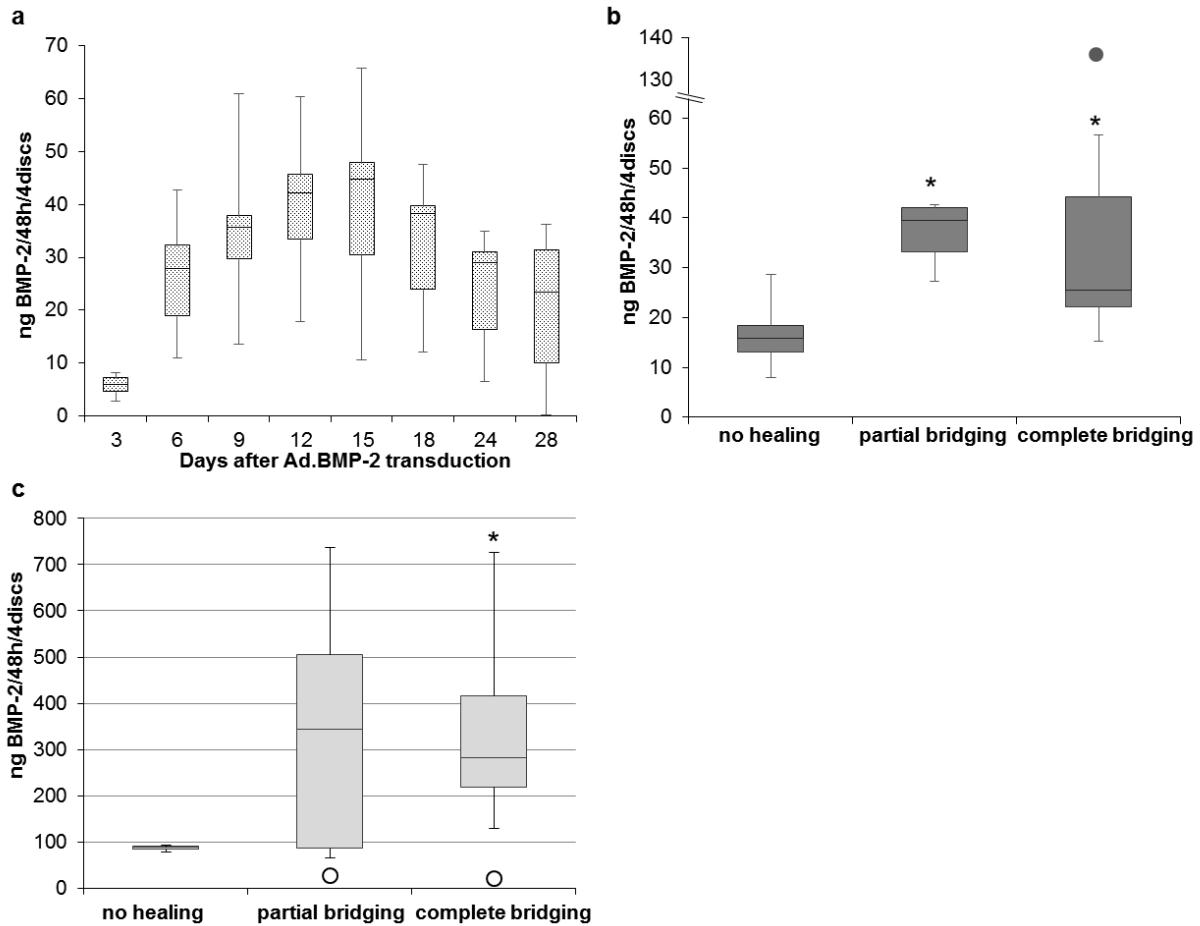 a
70
60
50
40
30
20
10
0
ng BMP-2/48h/4discs
3 6 9 12 15 18 24 28
Days after Ad.BMP-2 transduction
b
140
130
60
50
40
30
20
10
0
ng BMP-2/48h/4discs
*
*
no healing partial bridging complete bridging
c
800
700
600
500
400
300
200
100
0
ng BMP-2/48h/4discs
*
no healing partial bridging complete bridging